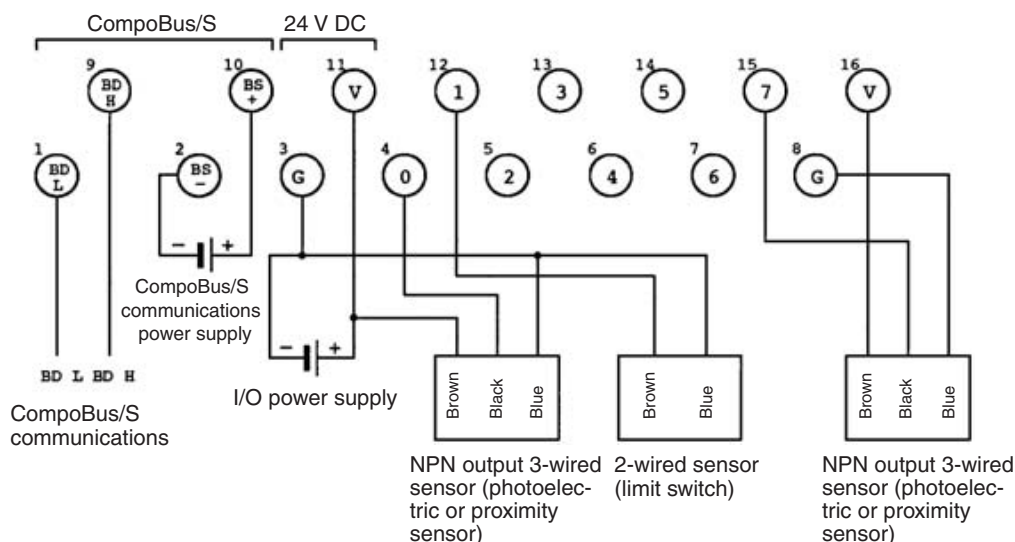 CompoBus/S
24 V DC
9
BD
H
10
BS
+
11
V
12
1
13
3
14
5
15
7
16
V
1
BD
L
2
BS
−
3
G
4
0
5
2
6
4
7
6
8
G
− +
CompoBus/S
communications
power supply
− +
I/O power supply
BD L BD H
CompoBus/S
communications
Brown
Black
Blue
Brown
Blue
Brown
Black
Blue
NPN output 3-wired
sensor (photoelec-
tric or proximity
sensor)
2-wired sensor
(limit switch)
NPN output 3-wired
sensor (photoelec-
tric or proximity
sensor)